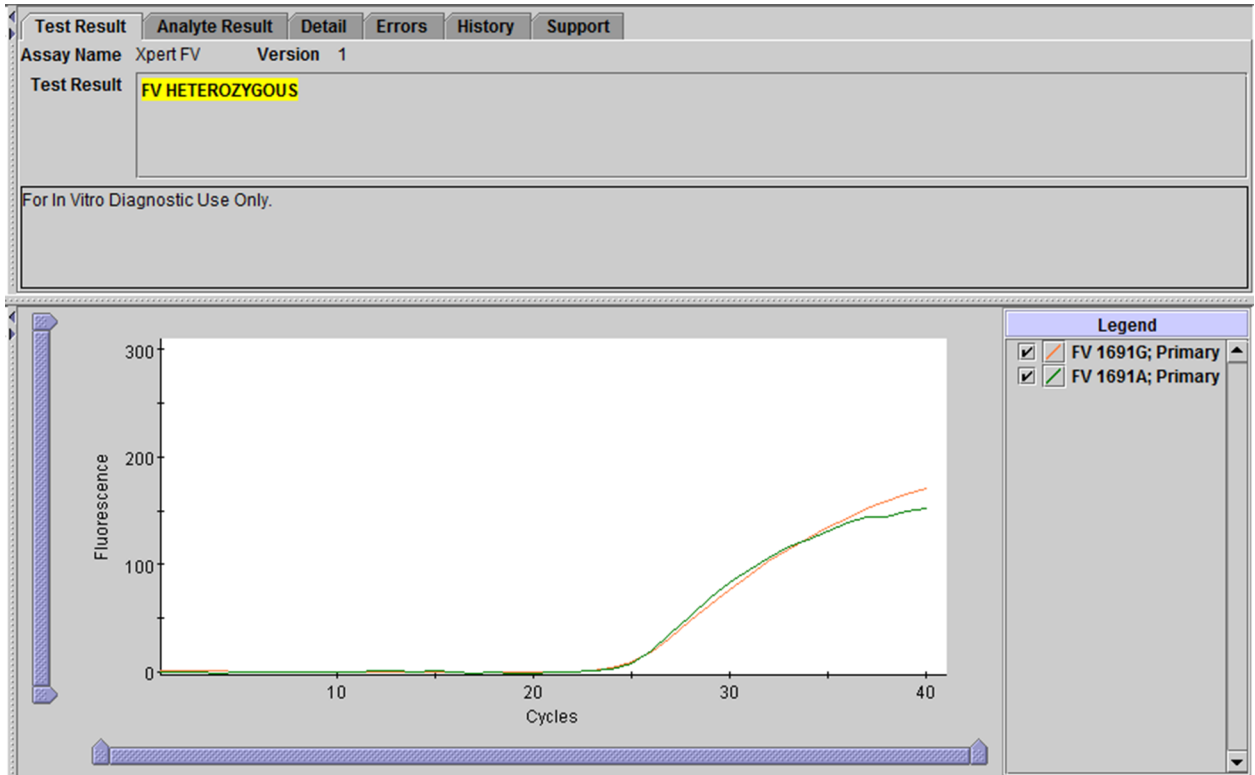 Test Result Analyte Result Detail Errors History Support
Assay Name Xpert FV Version 1
Test Result FV HETEROZYGOUS
For In Vitro Diagnostic Use Only.
Legend
FV 1691G; Primary
FV 1691A; Primary
300
200
100
0
Fluorescence
10 20 30 40
Cycles